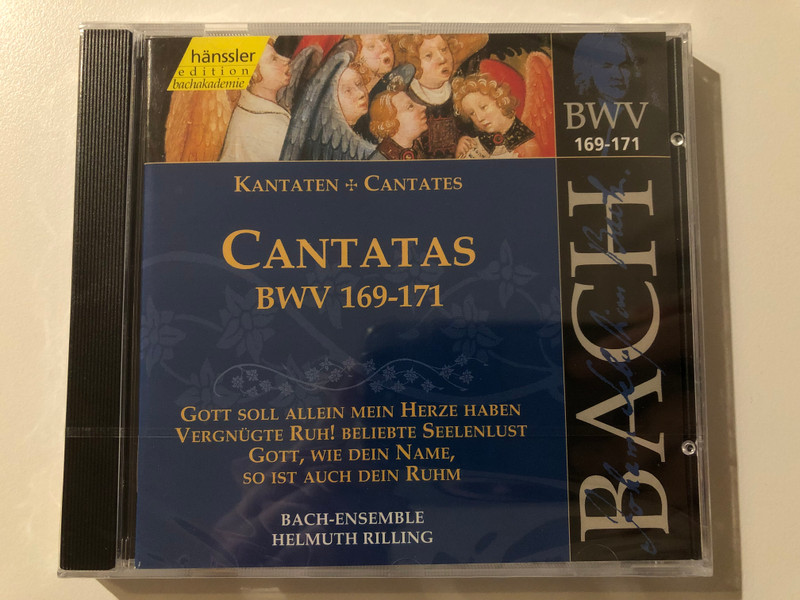 hänssler
edition
bachakademie
BWV
169-171
KANTATEN ✢ CANTATES
CANTATAS
BWV 169-171
GOTT SOLL ALLEIN MEIN HERZE HABEN
VERGNÜGTE RUH! BELIEBTE SEELENLUST
GOTT, WIE DEIN NAME,
SO IST AUCH DEIN RUHM
BACH-ENSEMBLE
HELMUTH RILLING
BACH